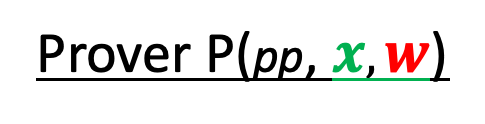 Prover P(pp, x, w)